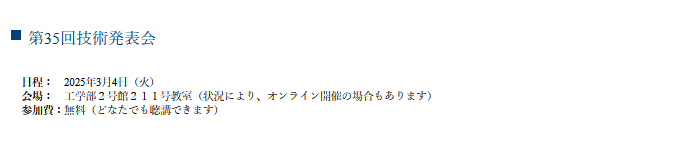 第35回技術発表会
日程： 2025年3月4日（火）
会場： 工学部２号館２１１号教室（状況により、オンライン開催の場合もあります）
参加費：無料（どなたでも聴講できます）